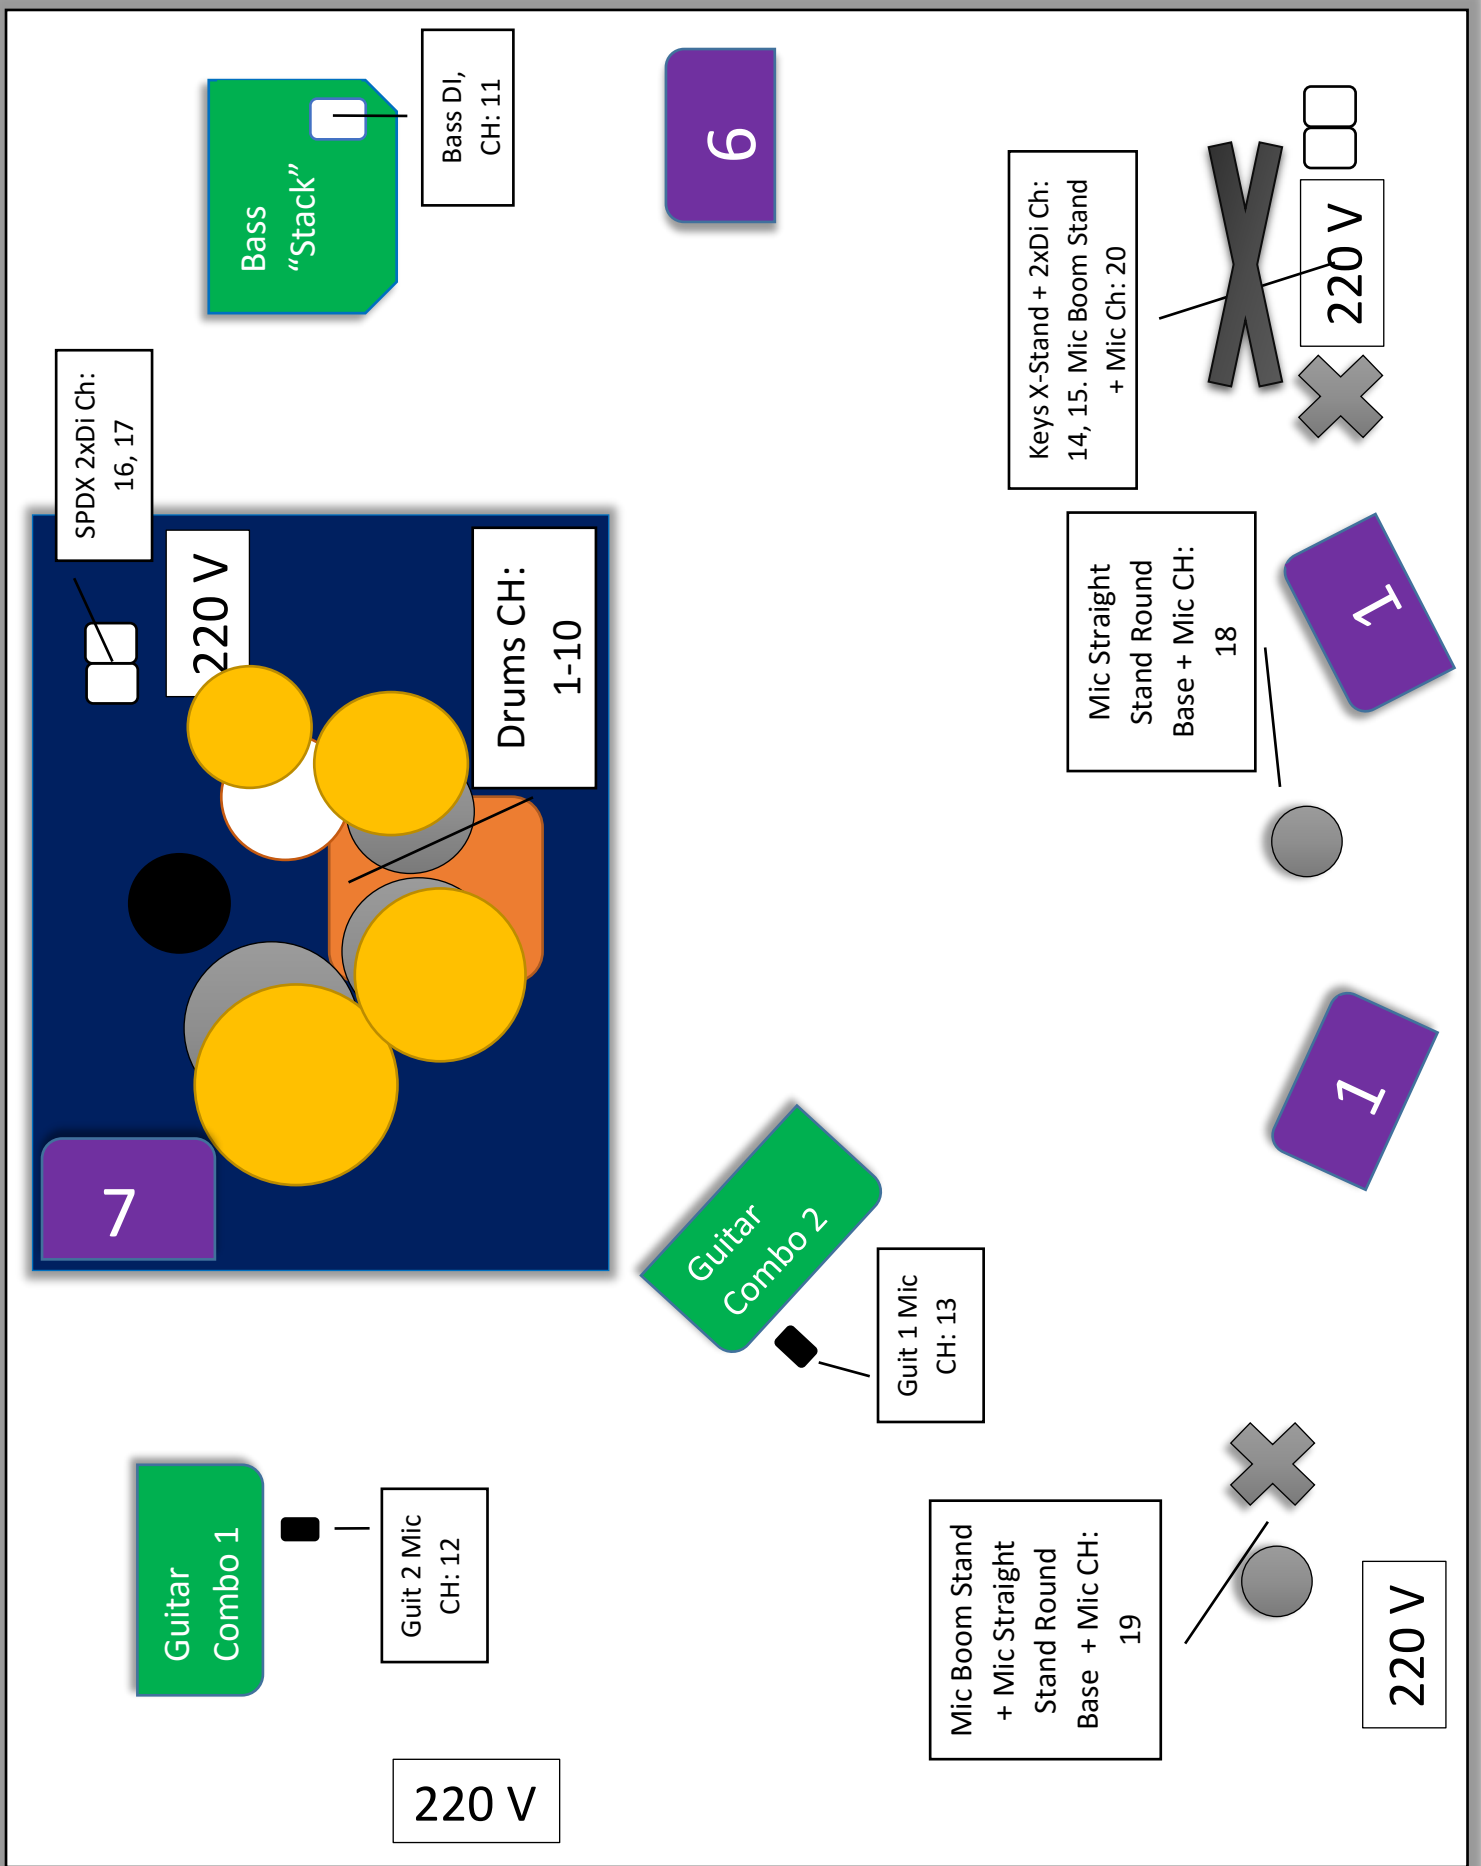 Guitar
Combo 1
Guit 2 Mic
CH: 12
220 V
7
SPDX 2xDi Ch:
16, 17
220 V
Drums CH:
1-10
Bass
“Stack”
Bass DI,
CH: 11
6
Guitar
Combo 2
Guit 1 Mic
CH: 13
Mic Boom Stand
+ Mic Straight
Stand Round
Base + Mic CH:
19
220 V
1
Mic Straight
Stand Round
Base + Mic CH:
18
1
Keys X-Stand + 2xDi Ch:
14, 15. Mic Boom Stand
+ Mic Ch: 20
220 V